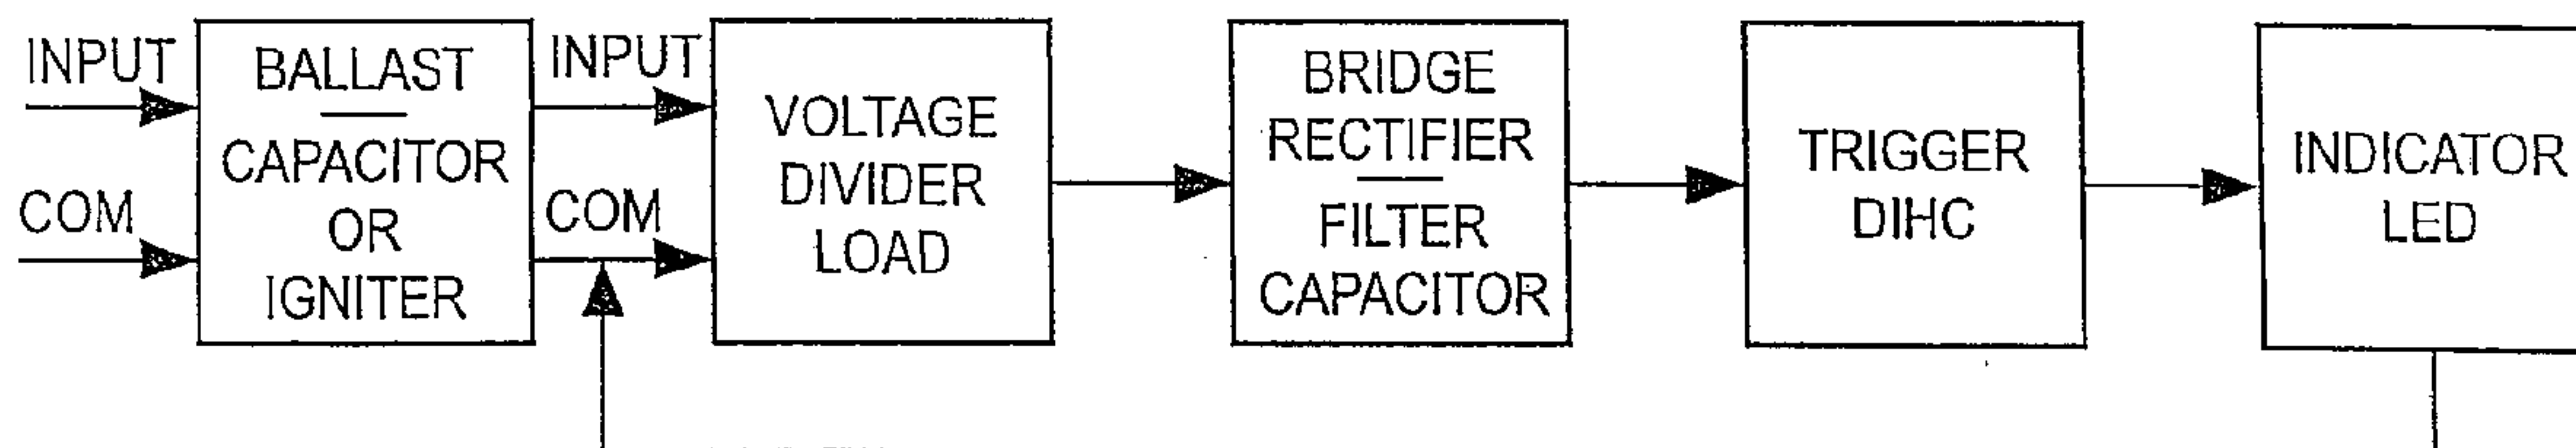 INPUT
COM
BALLAST
CAPACITOR
OR
IGNITER
INPUT
COM
VOLTAGE
DIVIDER
LOAD
BRIDGE
RECTIFIER
FILTER
CAPACITOR
TRIGGER
DIHC
INDICATOR
LED